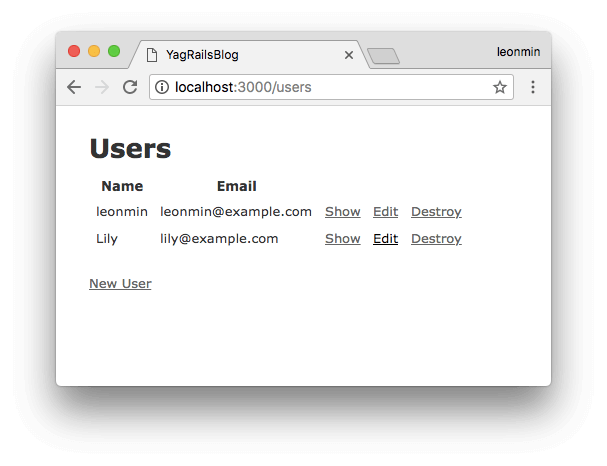 YagRailsBlog leonmin
localhost:3000/users
Users
Name Email
leonmin leonmin@example.com Show Edit Destroy
Lily lily@example.com Show Edit Destroy
New User